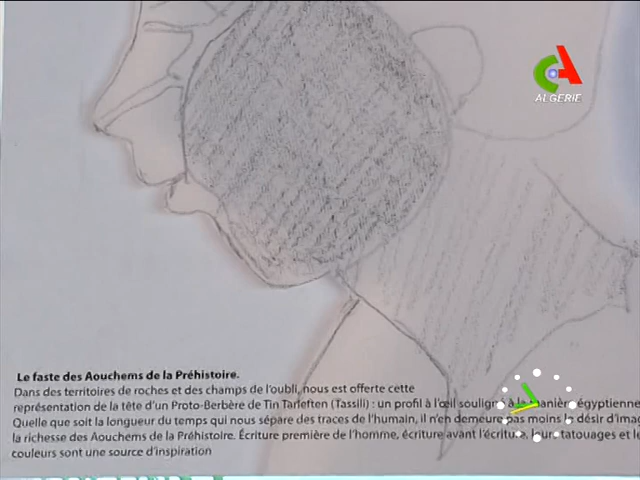 ALGERIE
Le faste des Aouchems de la Préhistoire.
Dans des territoires de roches et des champs de l'oubli, nous est offerte cette
représentation de la tête d'un Proto-Berbère de Tin Tarleften (Tassili) : un profil à l'œil souligné à la manière égyptienne
Quelle que soit la longueur du temps qui nous sépare des traces de l'humain, il n'en demeure pas moins le désir d'imag
la richesse des Aouchems de la Préhistoire. Écriture première de l'homme, écriture avant l'écriture, leurs tatouages et le
couleurs sont une source d'inspiration